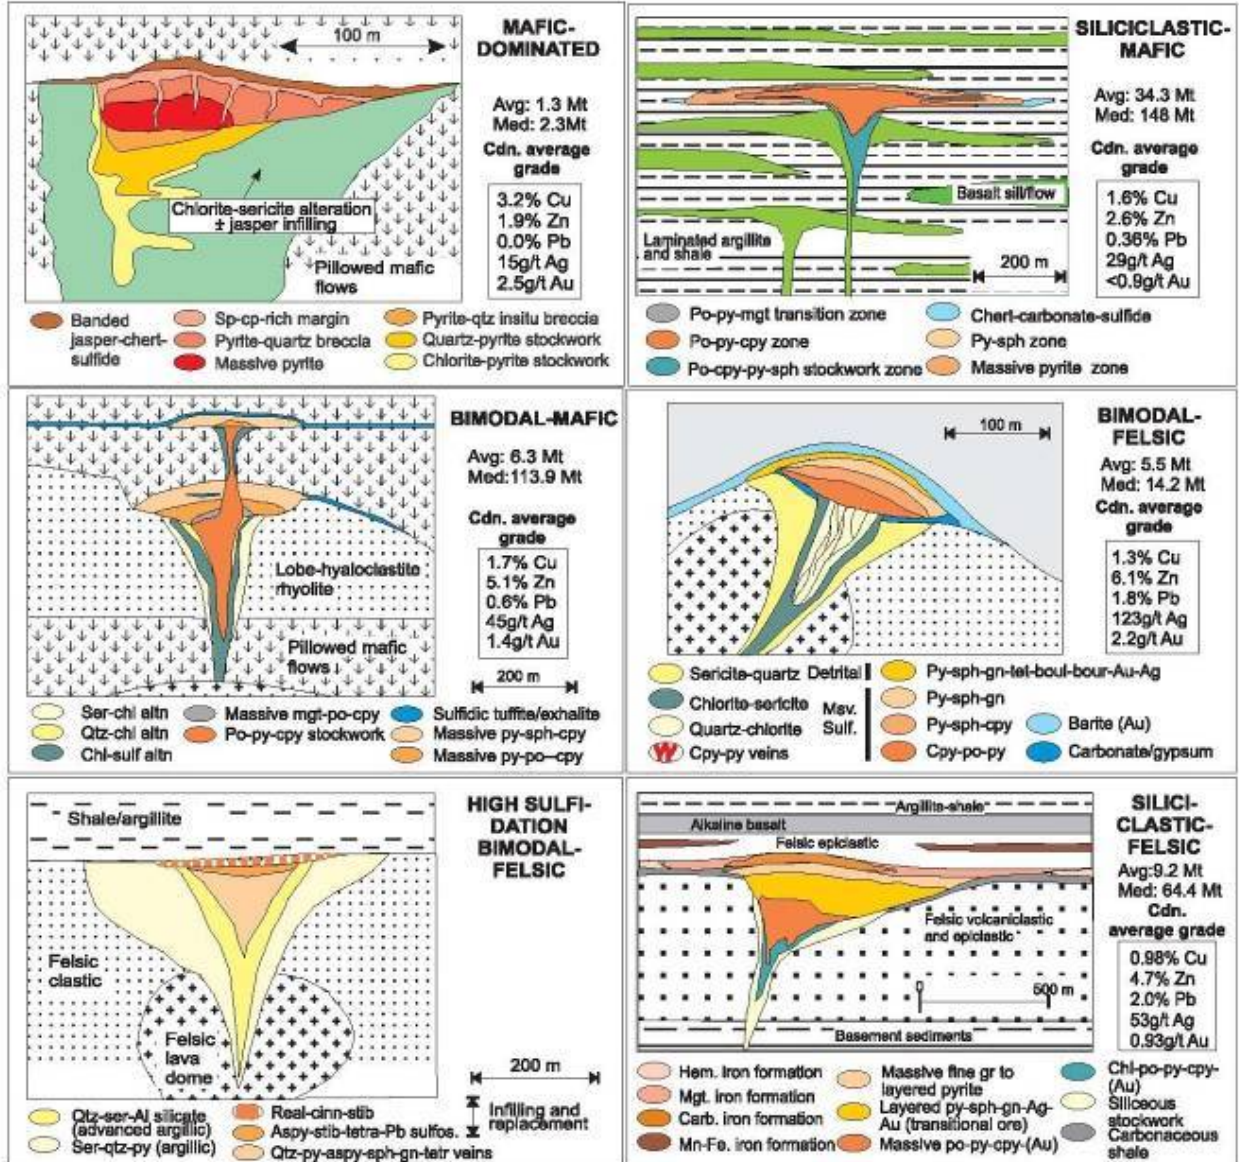 MAFIC-
DOMINATED
100 m
Avg: 1.3 Mt
Med: 2.3Mt
Cdn. average
grade
3.2% Cu
1.9% Zn
0.0% Pb
15g/t Ag
2.5g/t Au
Chlorite-sericite alteration
± jasper infilling
Pillowed mafic
flows
Banded
jasper-chert-
sulfide
Sp-cp-rich margin
Pyrite-quartz breccia
Massive pyrite
Pyrite-qtz insitu breccia
Quartz-pyrite stockwork
Chlorite-pyrite stockwork
SILICICLASTIC-
MAFIC
Avg: 34.3 Mt
Med: 148 Mt
Cdn. average
grade
1.6% Cu
2.6% Zn
0.36% Pb
29g/t Ag
<0.9g/t Au
Basalt sill/flow
Laminated argillite
and shale
200 m
Po-py-mgt transition zone
Po-py-cpy zone
Po-cpy-py-sph stockwork zone
Chert-carbonate-sulfide
Py-sph zone
Massive pyrite zone
BIMODAL-MAFIC
Avg: 6.3 Mt
Med:113.9 Mt
Cdn. average
grade
1.7% Cu
5.1% Zn
0.6% Pb
45g/t Ag
1.4g/t Au
200 m
Lobe-hyaloclastite
rhyolite
Pillowed mafic
flows
Ser-chl altn
Qtz-chl altn
Chl-sulf altn
Massive mgt-po-cpy
Po-py-cpy stockwork
Sulfidic tuffite/exhalite
Massive py-sph-cpy
Massive py-po--cpy
BIMODAL-
FELSIC
100 m
Avg: 5.5 Mt
Med: 14.2 Mt
Cdn. average
grade
1.3% Cu
6.1% Zn
1.8% Pb
123g/t Ag
2.2g/t Au
Sericite-quartz
Chlorite-sericite
Quartz-chlorite
Cpy-py veins
Detrital
Msv.
Sulf.
Py-sph-gn-tet-boul-bour-Au-Ag
Py-sph-gn
Py-sph-cpy
Cpy-po-py
Barite (Au)
Carbonate/gypsum
HIGH SULFI-
DATION
BIMODAL-
FELSIC
Shale/argillite
Felsic
clastic
Felsic
lava
dome
200 m
Infilling and
replacement
Qtz-ser-Al silicate
(advanced argillic)
Ser-qtz-py (argillic)
Real-cinn-stib
Aspy-stib-tetra-Pb sulfos.
Qtz-py-aspy-sph-gn-tetr veins
SILICI-
CLASTIC-
FELSIC
Avg:9.2 Mt
Med: 64.4 Mt
Cdn.
average grade
0.98% Cu
4.7% Zn
2.0% Pb
53g/t Ag
0.93g/t Au
Argillite-shale
Alkaline basalt
Felsic epiclastic
Felsic volcaniclastic
and epiclastic
0 500 m
Basement sediments
Hem. iron formation
Mgt. iron formation
Carb. iron formation
Mn-Fe. iron formation
Massive fine gr to
layered pyrite
Layered py-sph-gn-Ag-
Au (transitional ore)
Massive po-py-cpy-(Au)
Chl-po-py-cpy-
(Au)
Siliceous
stockwork
Carbonaceous
shale